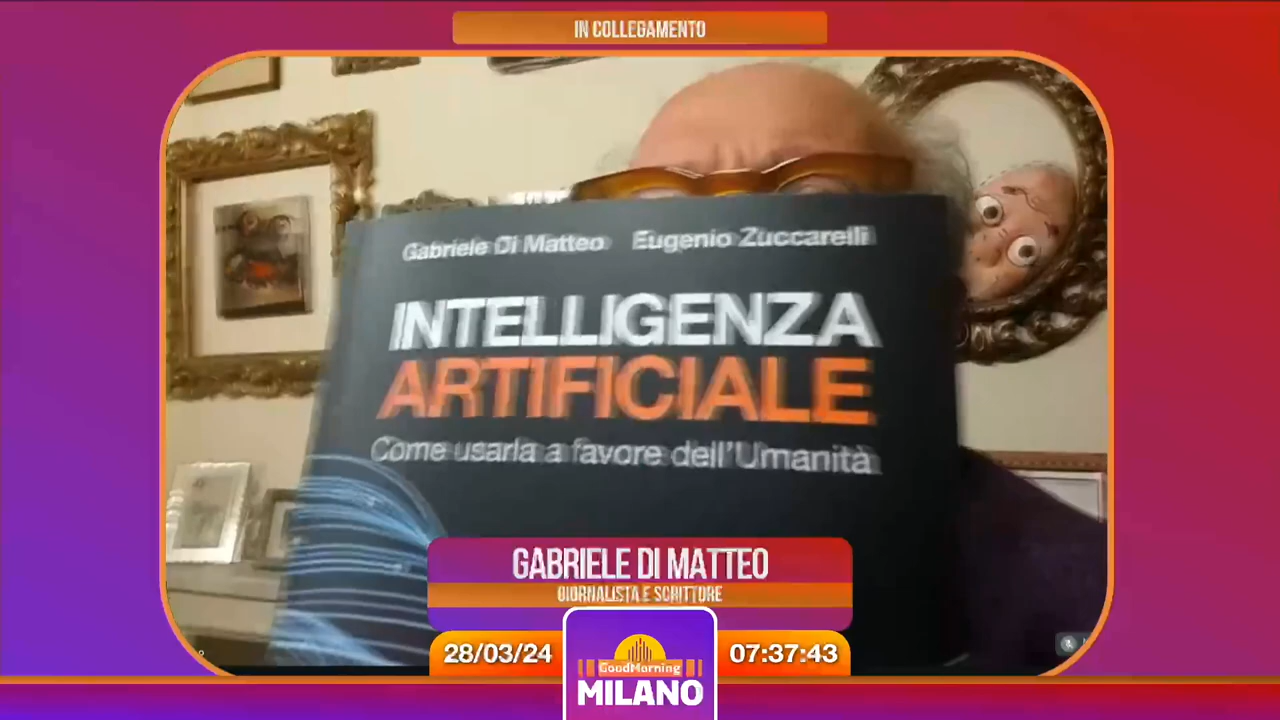 IN COLLEGAMENTO
Gabriele Di Matteo Eugenio Zuccarelli
INTELLIGENZA
ARTIFICIALE
Come usarla a favore dell'Umanità
GABRIELE DI MATTEO
GIORNALISTA E SCRITTORE
28/03/24
07:37:43
GoodMorning
MILANO